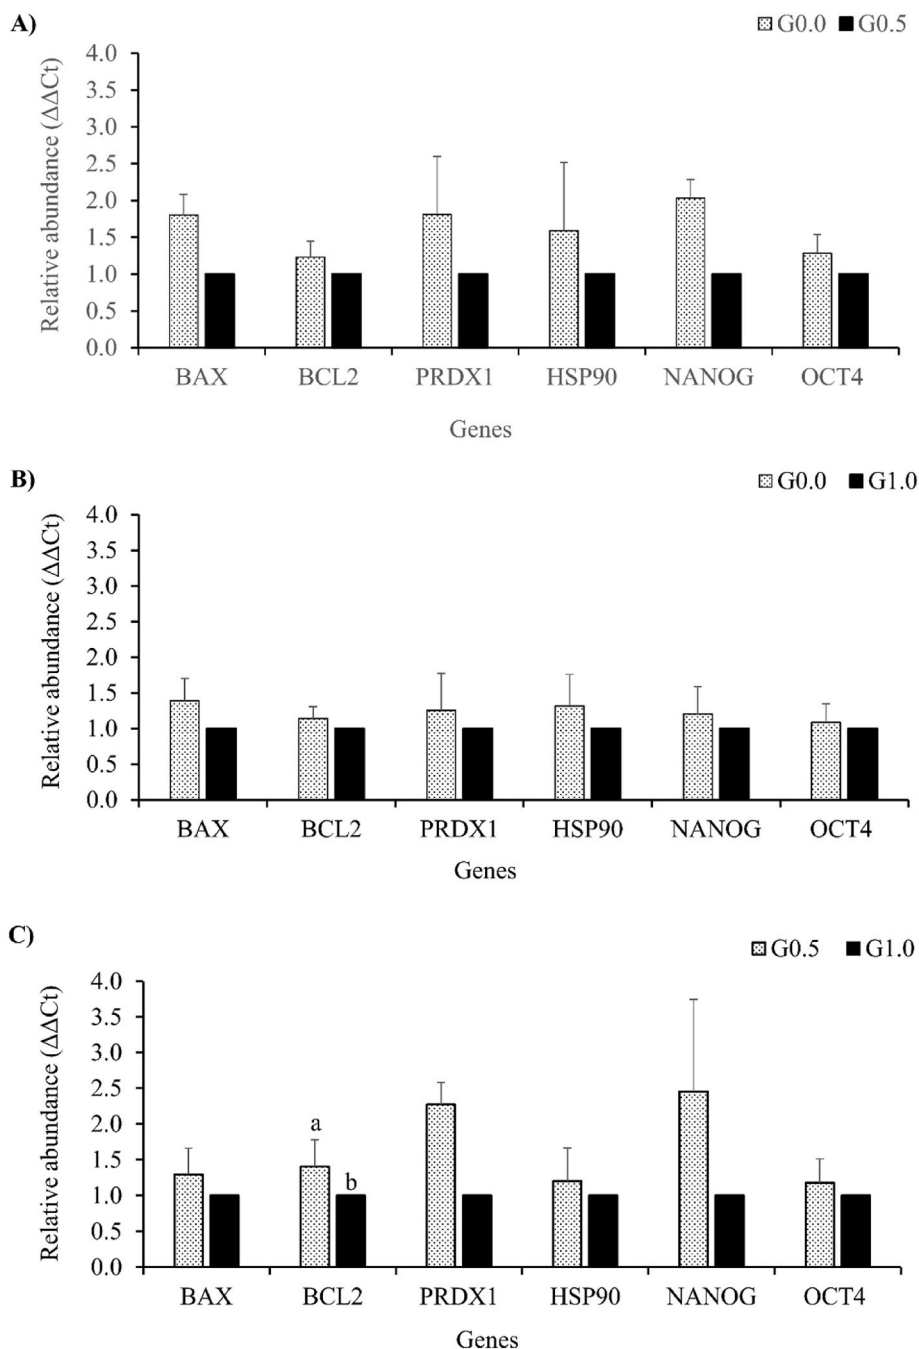 A)
G0.0 G0.5
Relative abundance (ΔΔCt)
4.0
3.5
3.0
2.5
2.0
1.5
1.0
0.5
0.0
BAX BCL2 PRDX1 HSP90 NANOG OCT4
Genes
B)
G0.0 G1.0
Relative abundance (ΔΔCt)
4.0
3.5
3.0
2.5
2.0
1.5
1.0
0.5
0.0
BAX BCL2 PRDX1 HSP90 NANOG OCT4
Genes
C)
G0.5 G1.0
Relative abundance (ΔΔCt)
4.0
3.5
3.0
2.5
2.0
1.5
1.0
0.5
0.0
a
b
BAX BCL2 PRDX1 HSP90 NANOG OCT4
Genes